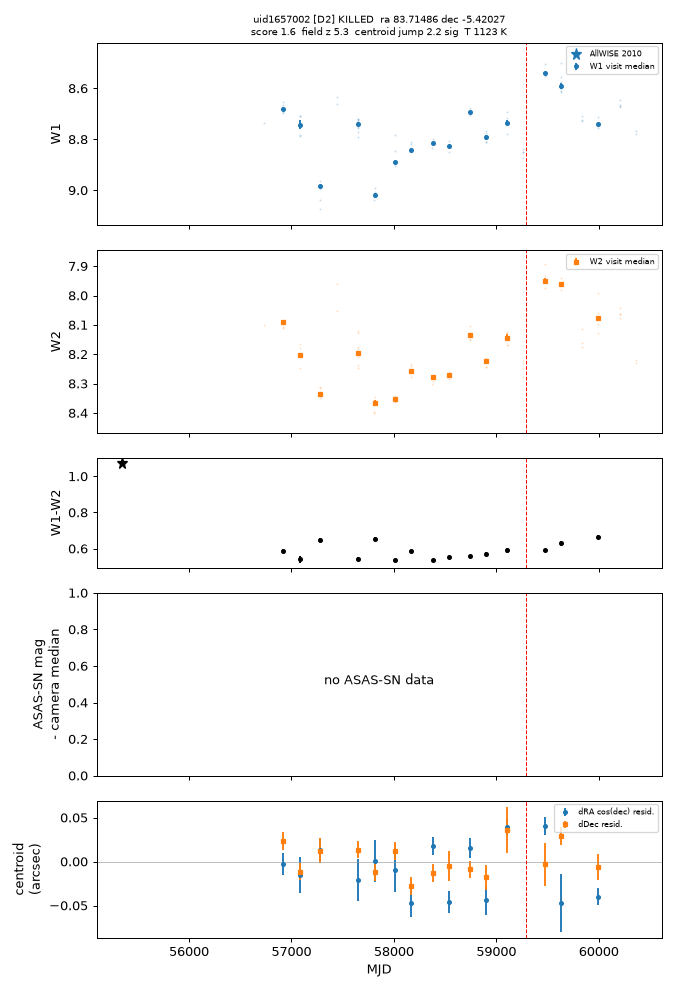 uid1657002 [D2] KILLED  ra 83.71486 dec -5.42027
score 1.6  field z 5.3  centroid jump 2.2 sig  T 1123 K
AllWISE 2010
W1 visit median
8.6
8.8
9.0
W1
W2 visit median
7.9
8.0
8.1
8.2
8.3
8.4
W2
1.0
0.8
0.6
W1-W2
1.0
0.8
0.6
0.4
0.2
0.0
ASAS-SN mag
- camera median
no ASAS-SN data
dRA cos(dec) resid.
dDec resid.
0.05
0.00
−0.05
centroid
(arcsec)
56000
57000
58000
59000
60000
MJD